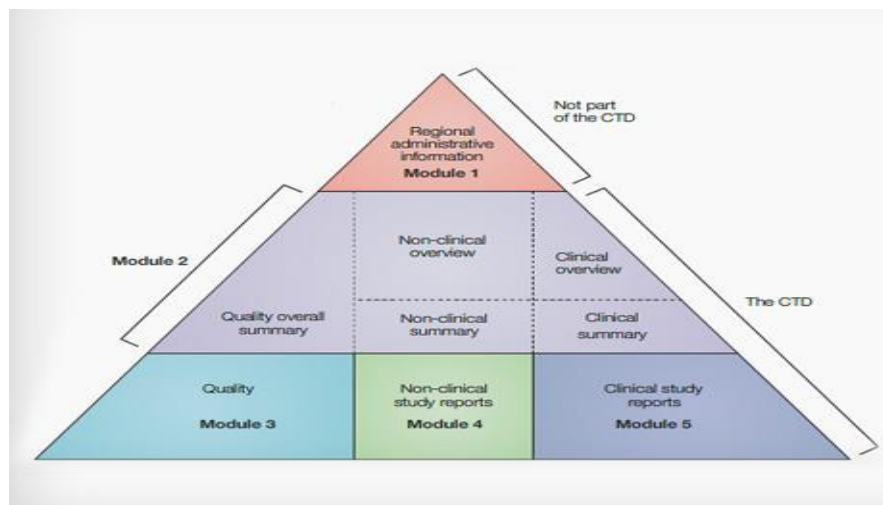 Not part
of the CTD
Regional
administrative
information
Module 1
Module 2
Non-clinical
overview
Clinical
overview
The CTD
Quality overall
summary
Non-clinical
summary
Clinical
summary
Quality
Module 3
Non-clinical
study reports
Module 4
Clinical study
reports
Module 5